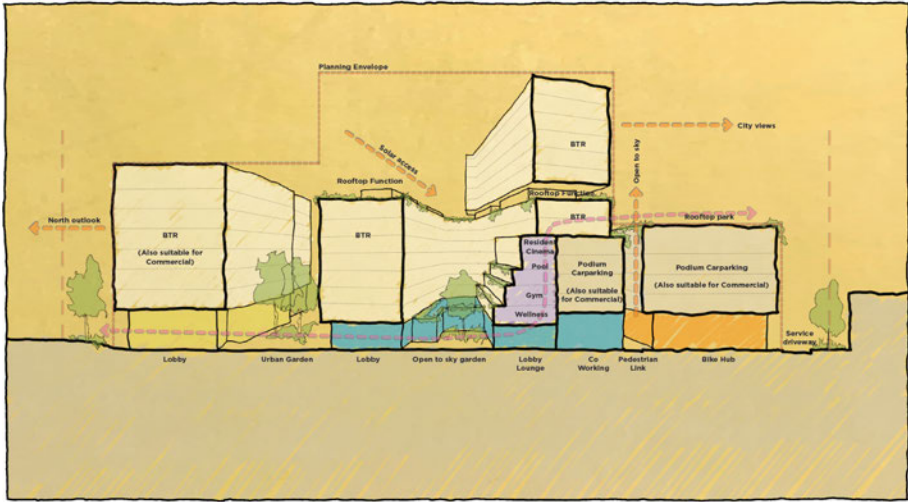 Planning Envelope
City views
BTR
Solar access
Open to sky
Rooftop Function
Rooftop Function
North outlook
BTR
Rooftop park
BTR
(Also suitable for
Commercial)
BTR
Resident
Cinema
Pool
Podium
Carparking
(Also suitable
for Commercial)
Podium Carparking
(Also suitable for Commercial)
Gym
Wellness
Service
driveway
Lobby
Urban Garden
Lobby
Open to sky garden
Lobby
Lounge
Co
Working
Pedestrian
Link
Bike Hub